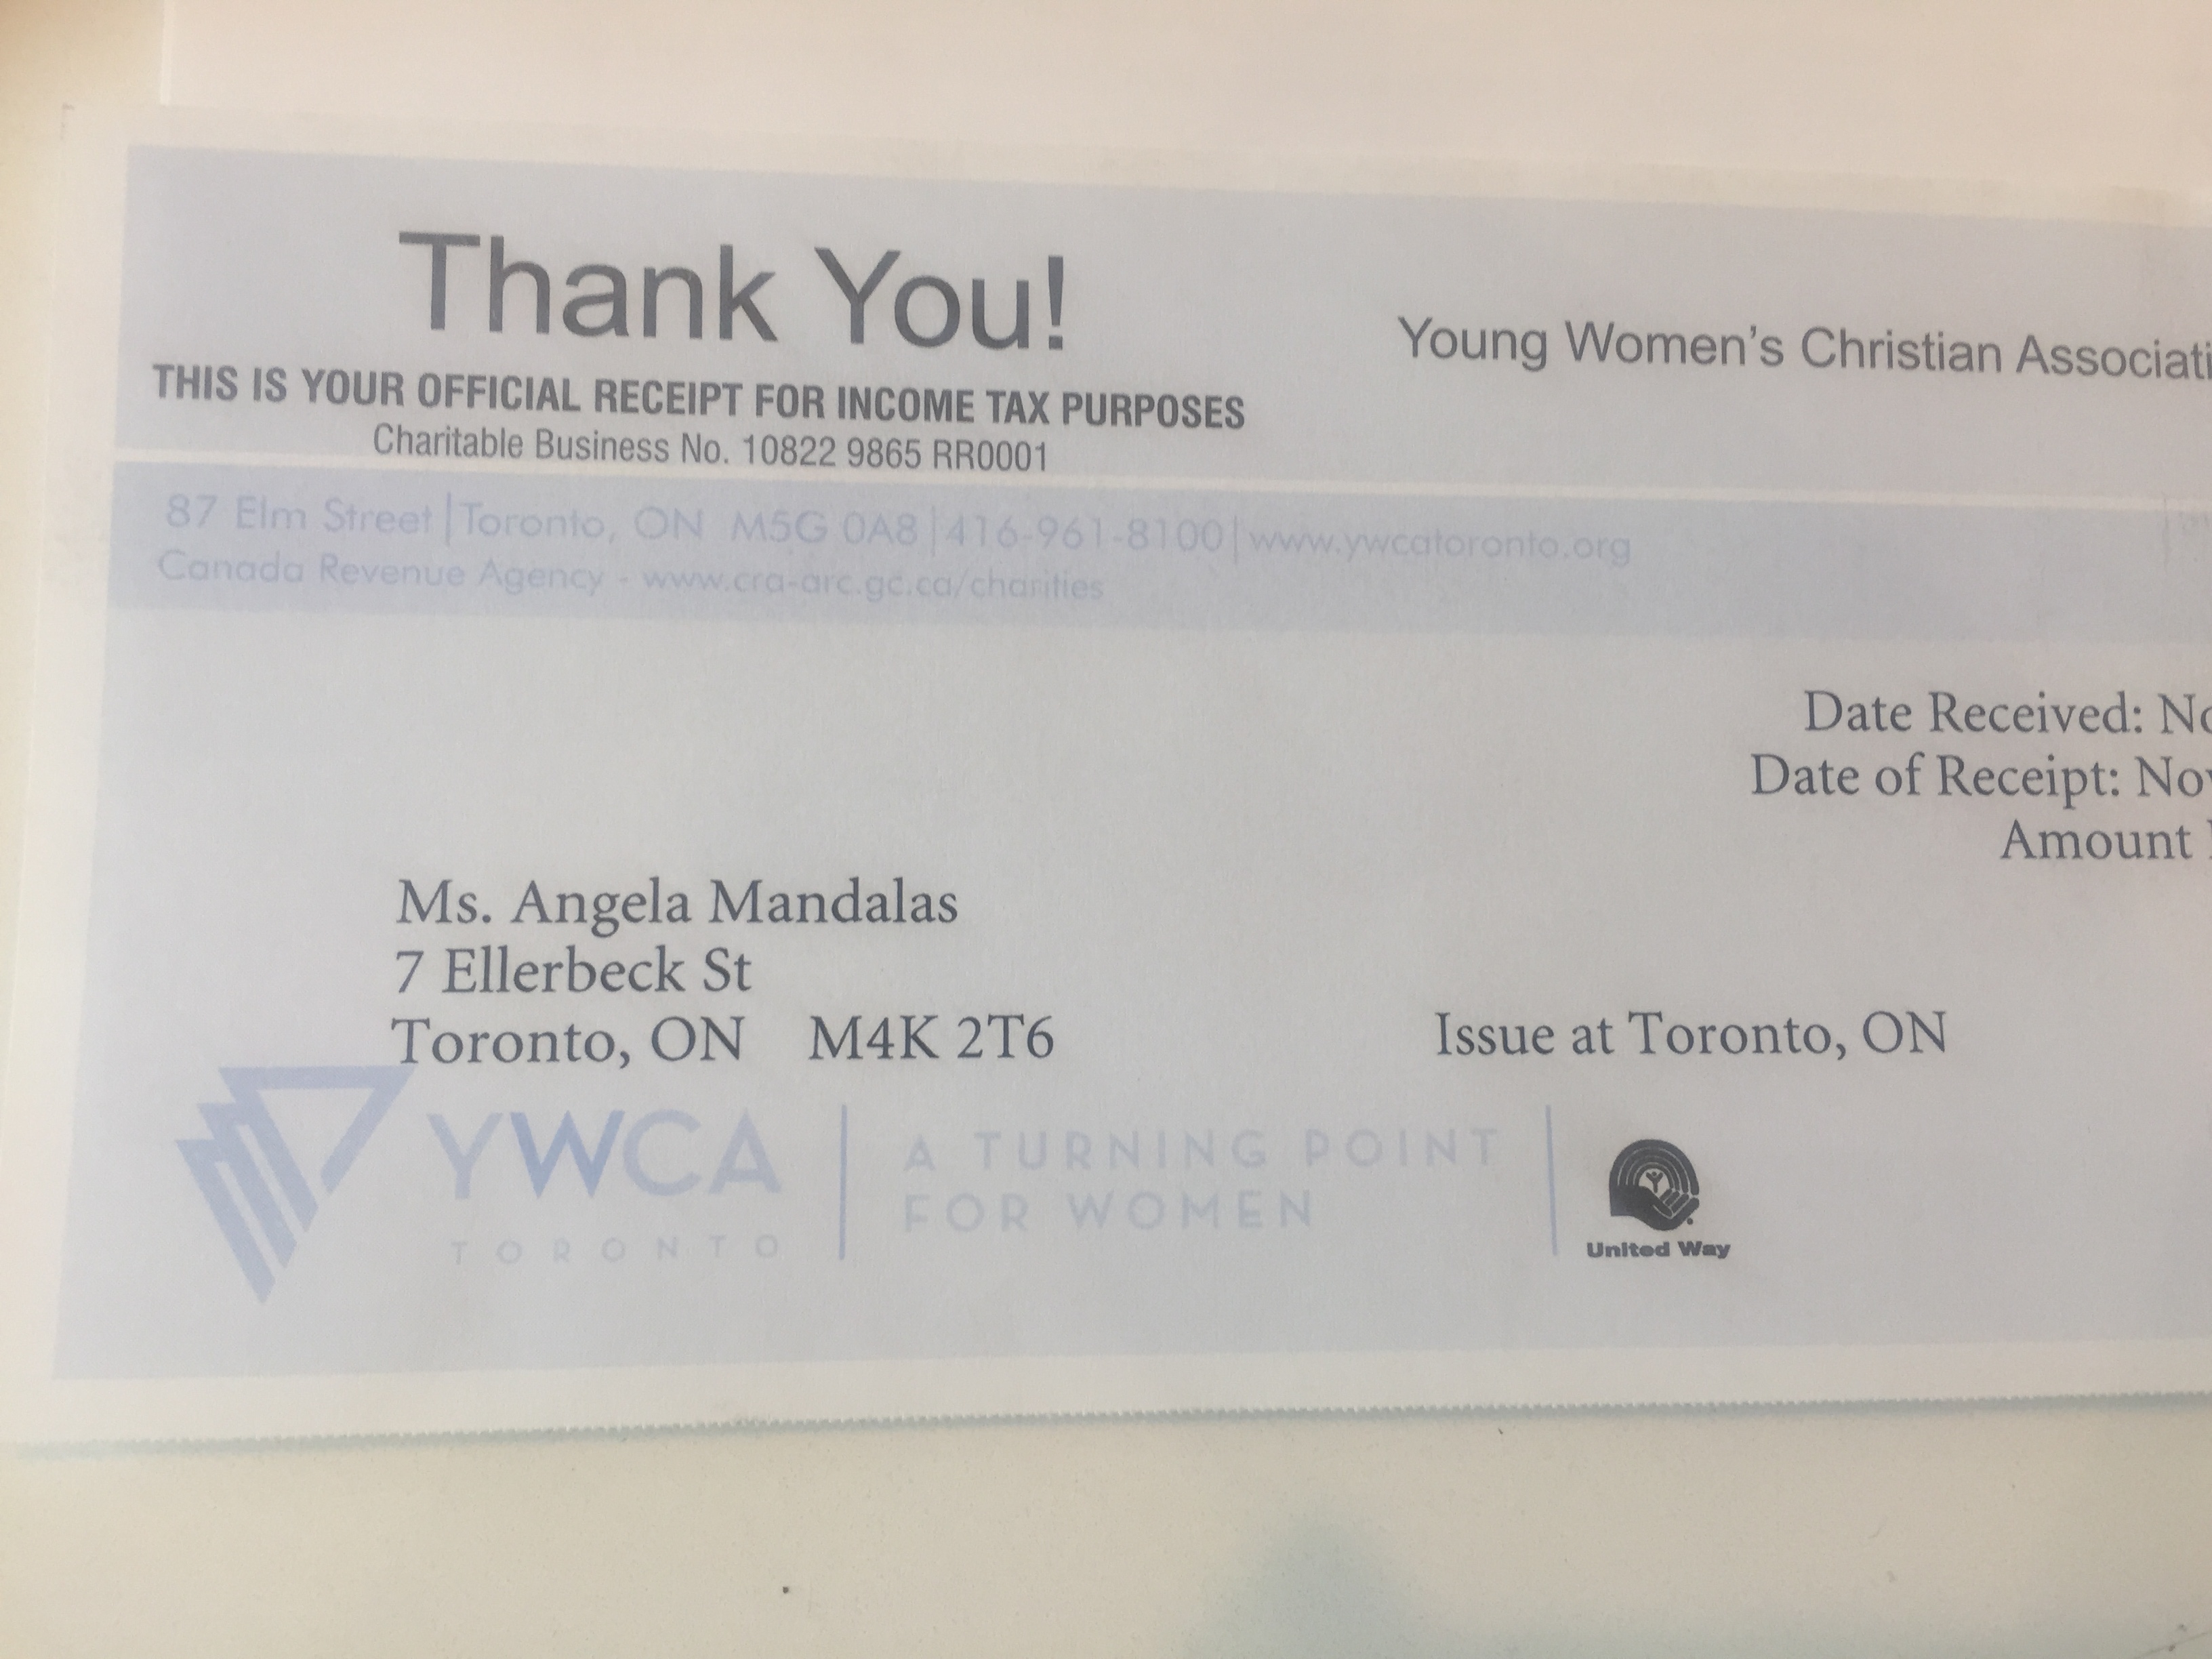 Thank You!
THIS IS YOUR OFFICIAL RECEIPT FOR INCOME TAX PURPOSES
Charitable Business No. 10822 9865 RR0001
Young Women's Christian Associati
87 Elm Street|Toronto, ON M5G 0A8|416-961-8100|www.ywcatoronto.org
Canada Revenue Agency - www.cra-arc.gc.ca/charities
Date Received: No
Date of Receipt: Nov
Amount
Ms. Angela Mandalas
7 Ellerbeck St
Toronto, ON M4K 2T6
Issue at Toronto, ON
YWCA
TORONTO
A TURNING POINT
FOR WOMEN
United Way